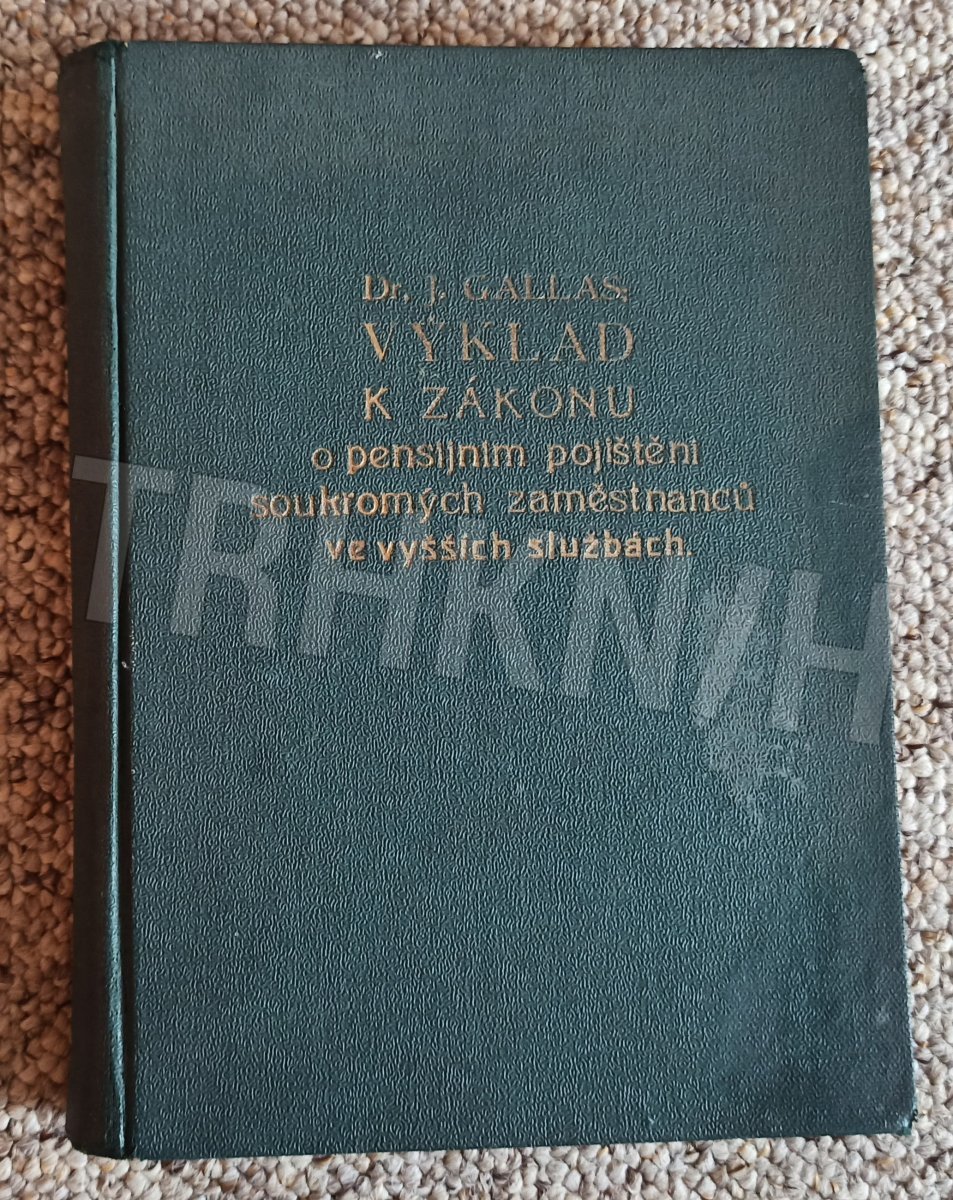 Dr. J. GALLAS:
VÝKLAD
K ZÁKONU
o pensijním pojištění
soukromých zaměstnanců
ve vyšších službách.
TRHKNIH